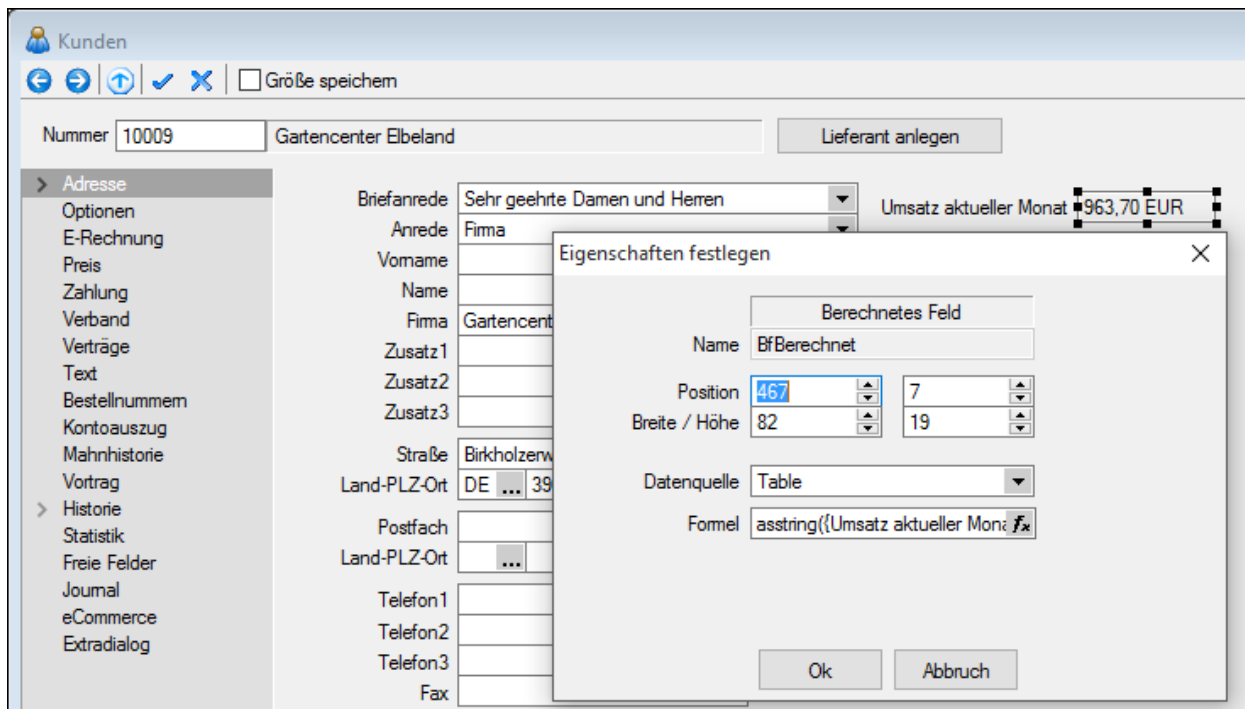 Kunden
Größe speichern
Nummer 10009 Gartencenter Elbeland Lieferant anlegen
Adresse
Optionen
E-Rechnung
Preis
Zahlung
Verband
Verträge
Text
Bestellnummern
Kontoauszug
Mahnhistorie
Vortrag
Historie
Statistik
Freie Felder
Journal
eCommerce
Extradialog
Briefanrede Sehr geehrte Damen und Herren
Anrede Firma
Vorname
Name
Firma Gartencent
Zusatz1
Zusatz2
Zusatz3
Straße Birkholzerw
Land-PLZ-Ort DE ... 39
Postfach
Land-PLZ-Ort ...
Telefon1
Telefon2
Telefon3
Fax
Umsatz aktueller Monat 963,70 EUR
Eigenschaften festlegen
Berechnetes Feld
Name BfBerechnet
Position 467 7
Breite / Höhe 82 19
Datenquelle Table
Formel asstring({Umsatz aktueller Mona fx
Ok Abbruch